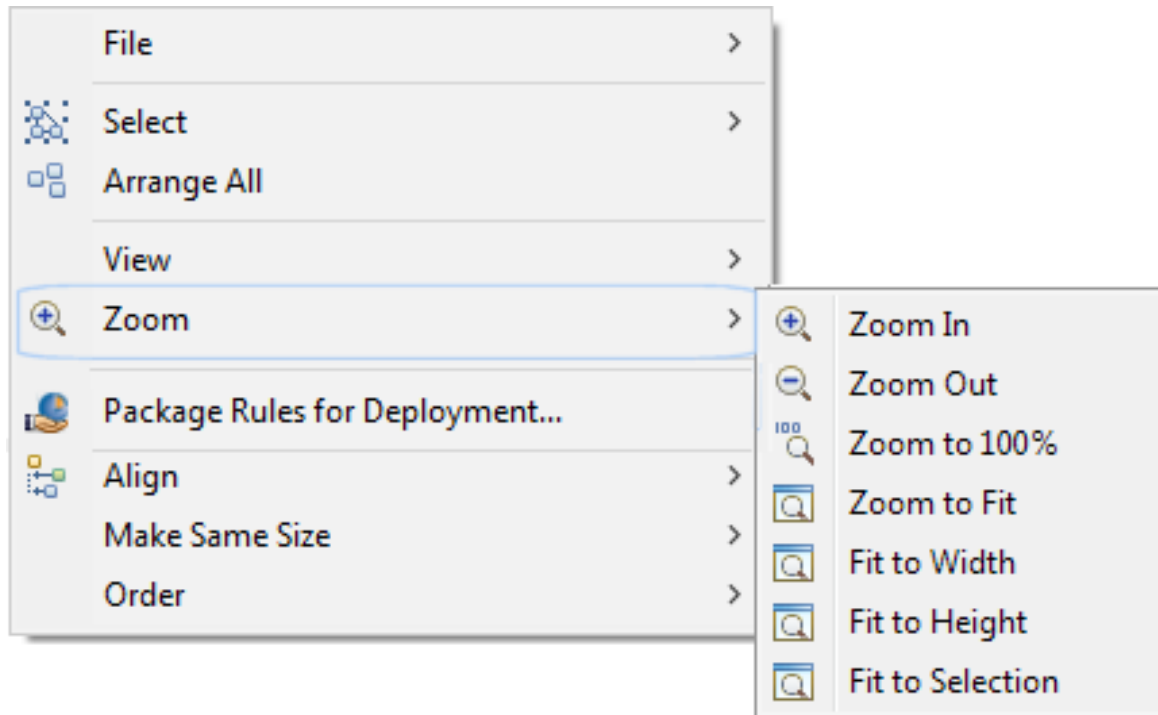 File
Select
Arrange All
View
Zoom
Package Rules for Deployment...
Align
Make Same Size
Order
Zoom In
Zoom Out
100
Zoom to 100%
Zoom to Fit
Fit to Width
Fit to Height
Fit to Selection